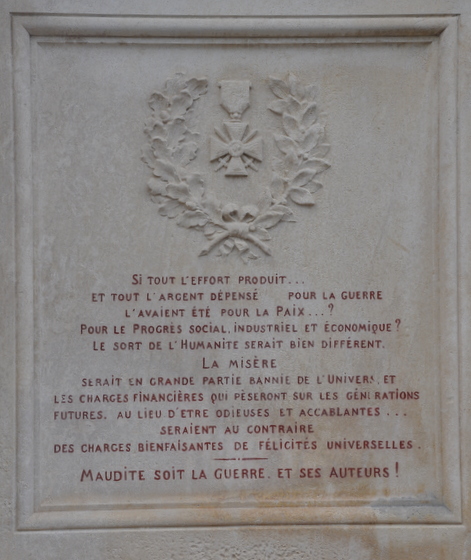 Si tout l'effort produit...
et tout l'argent dépensé pour la guerre
l'avaient été pour la Paix...?
Pour le Progrès social, industriel et économique?
Le sort de l'Humanité serait bien différent.
La misère
serait en grande partie bannie de l'Univers, et
les charges financières qui pèseront sur les générations
futures, au lieu d'être odieuses et accablantes...
seraient au contraire
des charges bienfaisantes de félicités universelles.
Maudite soit la guerre, et ses auteurs!